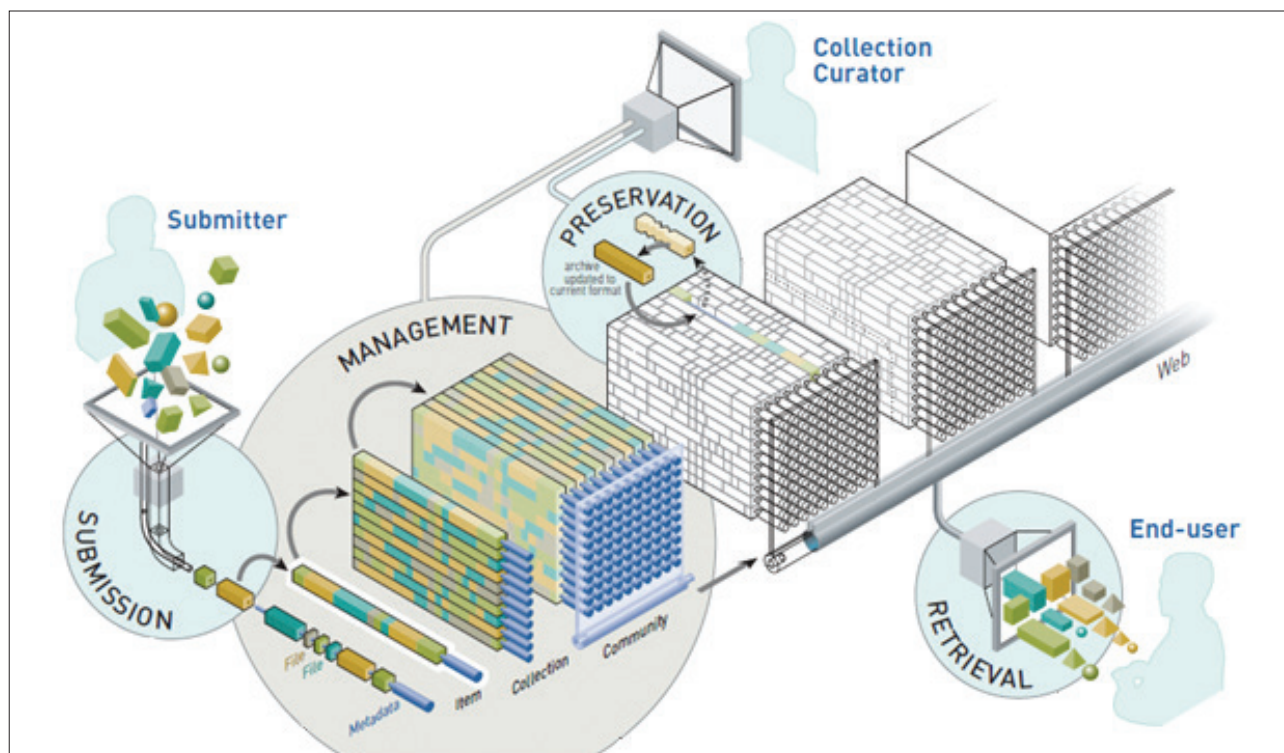 Collection
Curator
Submitter
PRESERVATION
archive
updated to
current format
MANAGEMENT
Web
SUBMISSION
End-user
RETRIEVAL
File
File
Metadata
Item
Collection
Community